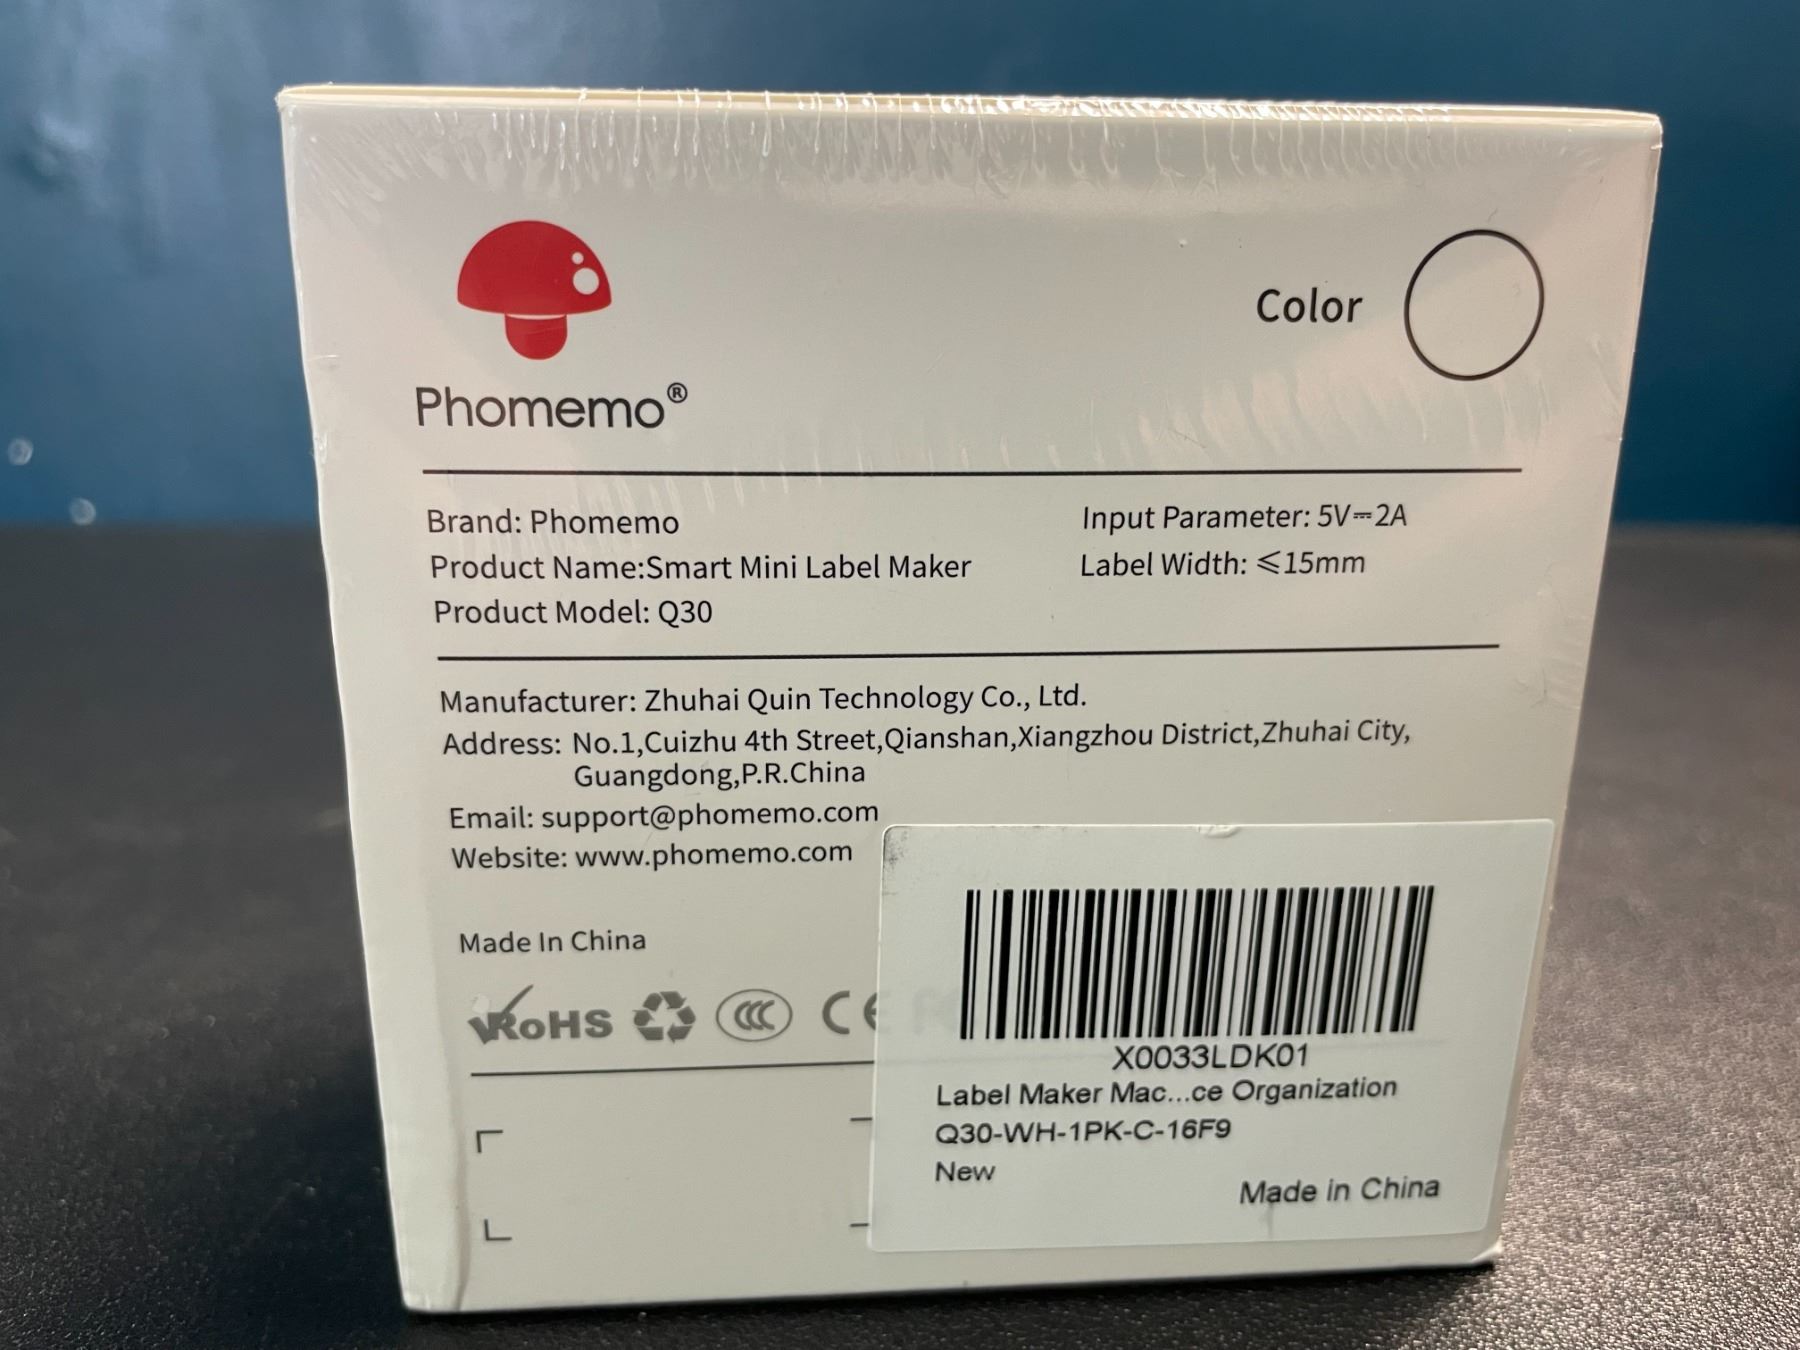 Color
Phomemo®
Brand: Phomemo
Product Name:Smart Mini Label Maker
Product Model: Q30
Input Parameter: 5V⎓2A
Label Width: ⩽15mm
Manufacturer: Zhuhai Quin Technology Co., Ltd.
Address: No.1,Cuizhu 4th Street,Qianshan,Xiangzhou District,Zhuhai City,
Guangdong,P.R.China
Email: support@phomemo.com
Website: www.phomemo.com
Made In China
RoHS CCC CE
X0033LDK01
Label Maker Mac...ce Organization
Q30-WH-1PK-C-16F9
New
Made in China